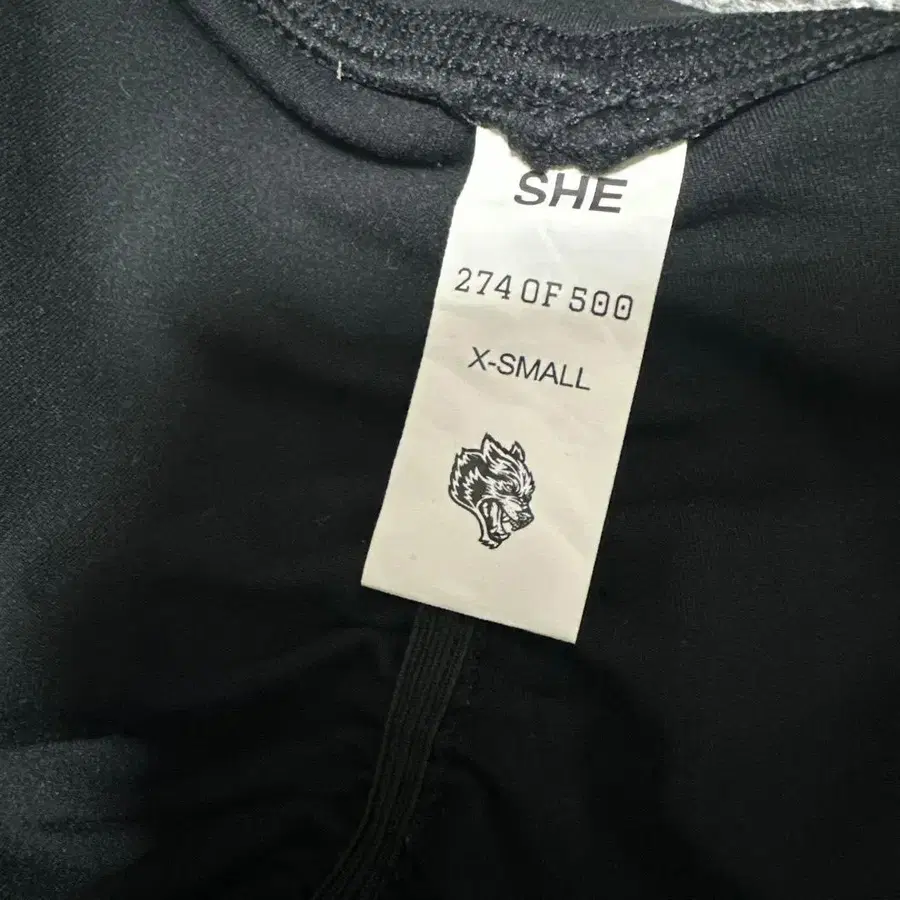 SHE
274 OF 500
X-SMALL